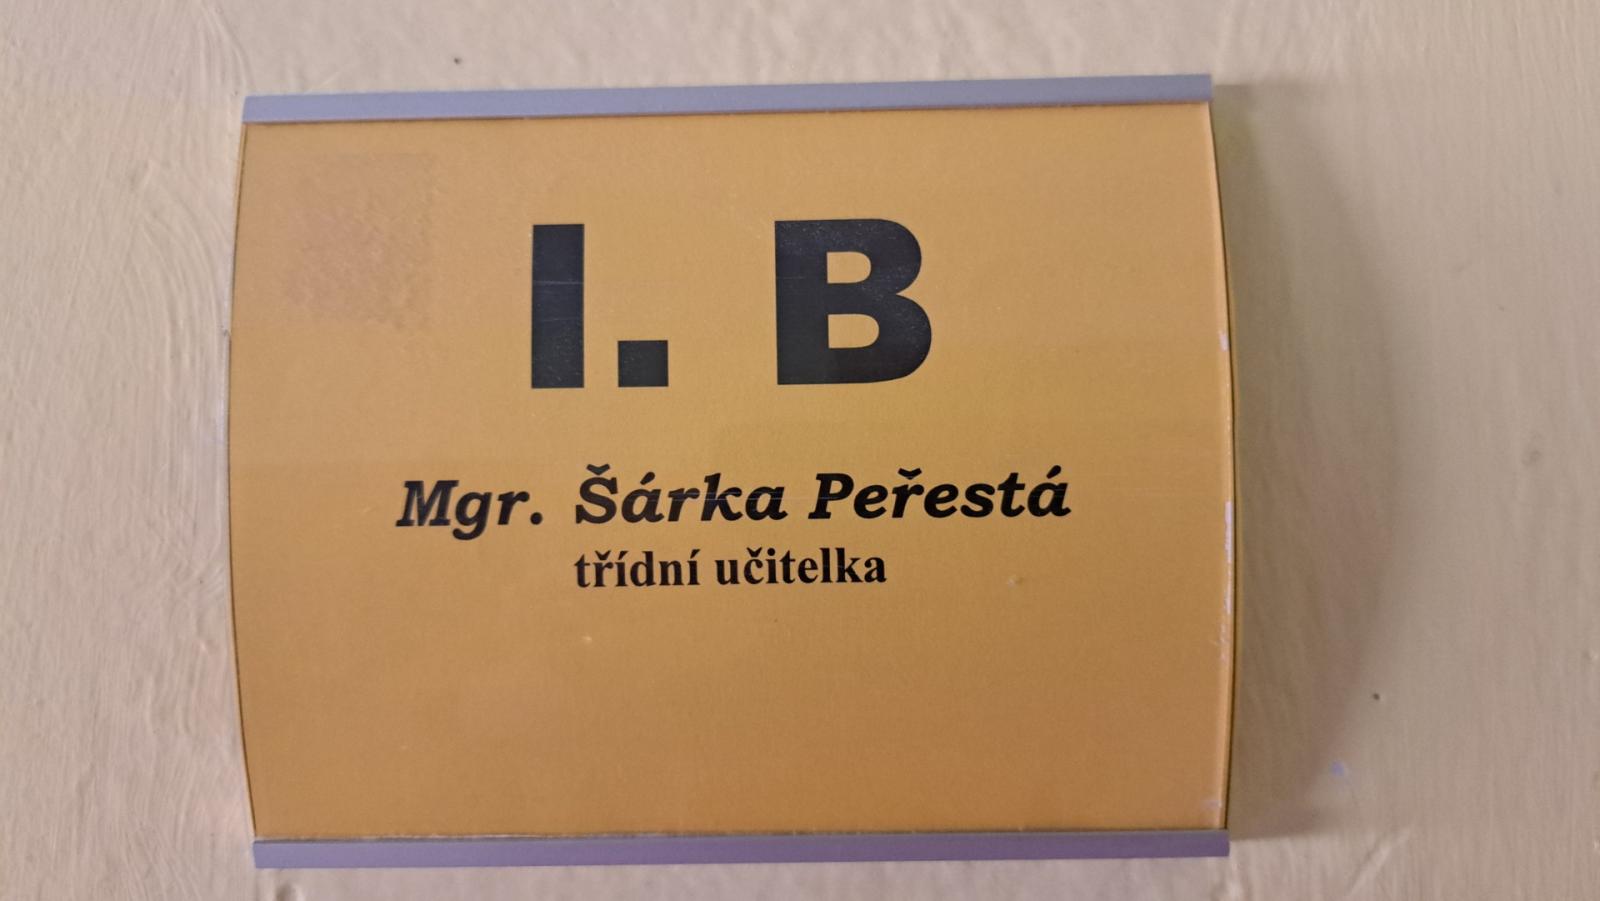 I. B
Mgr. Šárka Peřestá
třídní učitelka